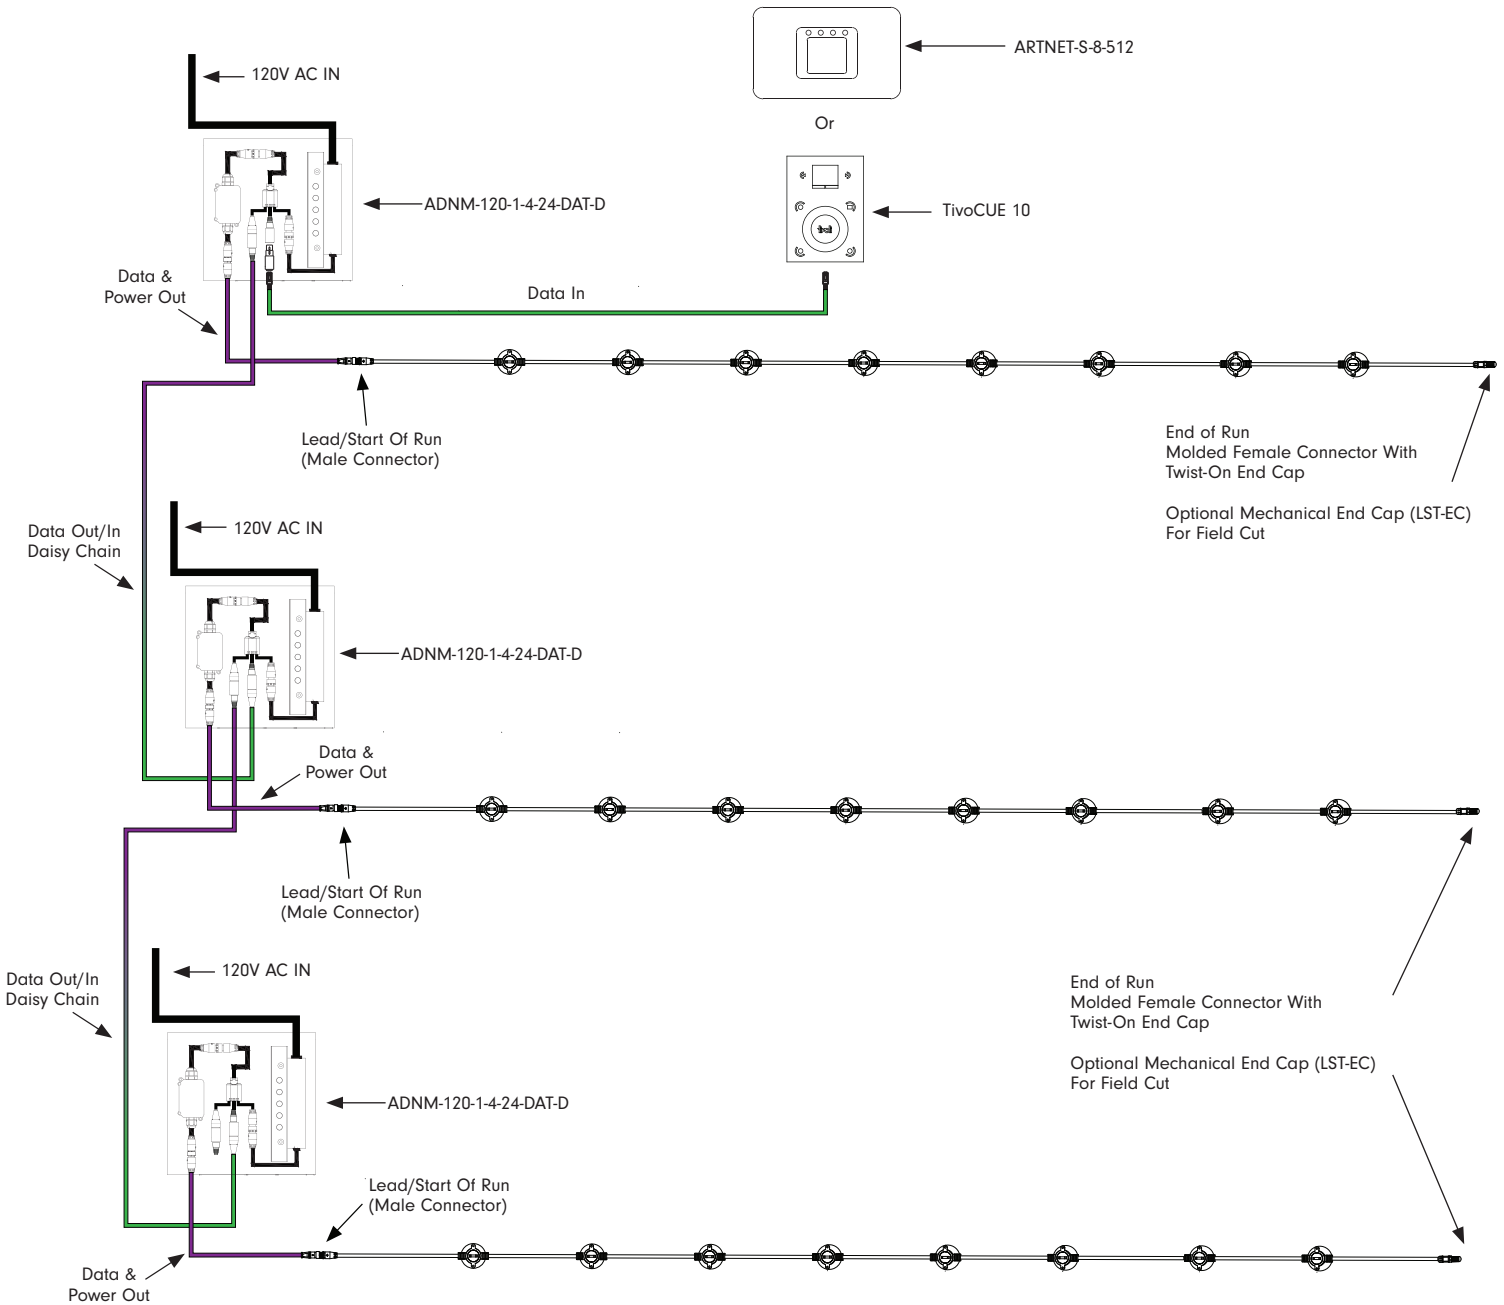 ARTNET-S-8-512
120V AC IN
Or
ADNM-120-1-4-24-DAT-D
TivoCUE 10
Data &
Power Out
Data In
Lead/Start Of Run
(Male Connector)
End of Run
Molded Female Connector With
Twist-On End Cap
Optional Mechanical End Cap (LST-EC)
For Field Cut
Data Out/In
Daisy Chain
120V AC IN
ADNM-120-1-4-24-DAT-D
Data &
Power Out
Lead/Start Of Run
(Male Connector)
Data Out/In
Daisy Chain
120V AC IN
End of Run
Molded Female Connector With
Twist-On End Cap
Optional Mechanical End Cap (LST-EC)
For Field Cut
ADNM-120-1-4-24-DAT-D
Lead/Start Of Run
(Male Connector)
Data &
Power Out